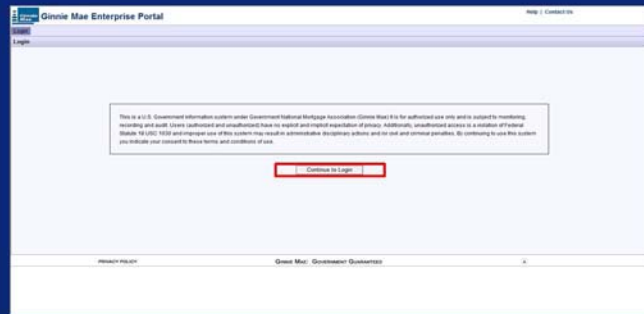 Ginnie Mae
Ginnie Mae Enterprise Portal
Help | Contact Us
Login
Login
This is a U.S. Government information system under Government National Mortgage Association (Ginnie Mae) It is for authorized use only and is subject to monitoring,
recording and audit. Users (authorized and unauthorized) have no explicit and implicit expectation of privacy. Additionally, unauthorized access is a violation of Federal
Statute 18 USC 1030 and improper use of this system may result in administrative disciplinary actions and /or civil and criminal penalties. By continuing to use this system
you indicate your consent to these terms and conditions of use.
Continue to Login
PRIVACY POLICY
GINNIE MAE: GOVERNMENT GUARANTEED